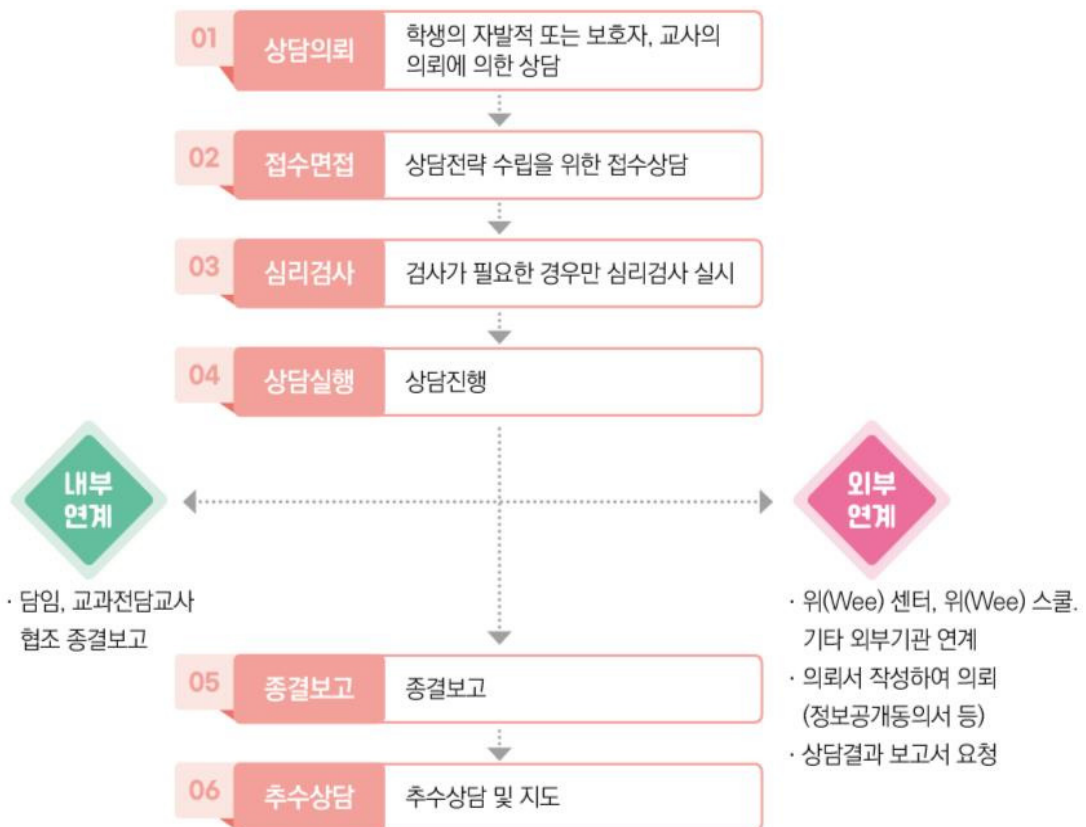 01
상담의뢰
학생의 자발적 또는 보호자, 교사의
의뢰에 의한 상담
02
접수면접
상담전략 수립을 위한 접수상담
03
심리검사
검사가 필요한 경우만 심리검사 실시
04
상담실행
상담진행
내부
연계
· 담임, 교과전담교사
협조 종결보고
외부
연계
· 위(Wee) 센터, 위(Wee) 스쿨.
기타 외부기관 연계
· 의뢰서 작성하여 의뢰
(정보공개동의서 등)
· 상담결과 보고서 요청
05
종결보고
종결보고
06
추수상담
추수상담 및 지도